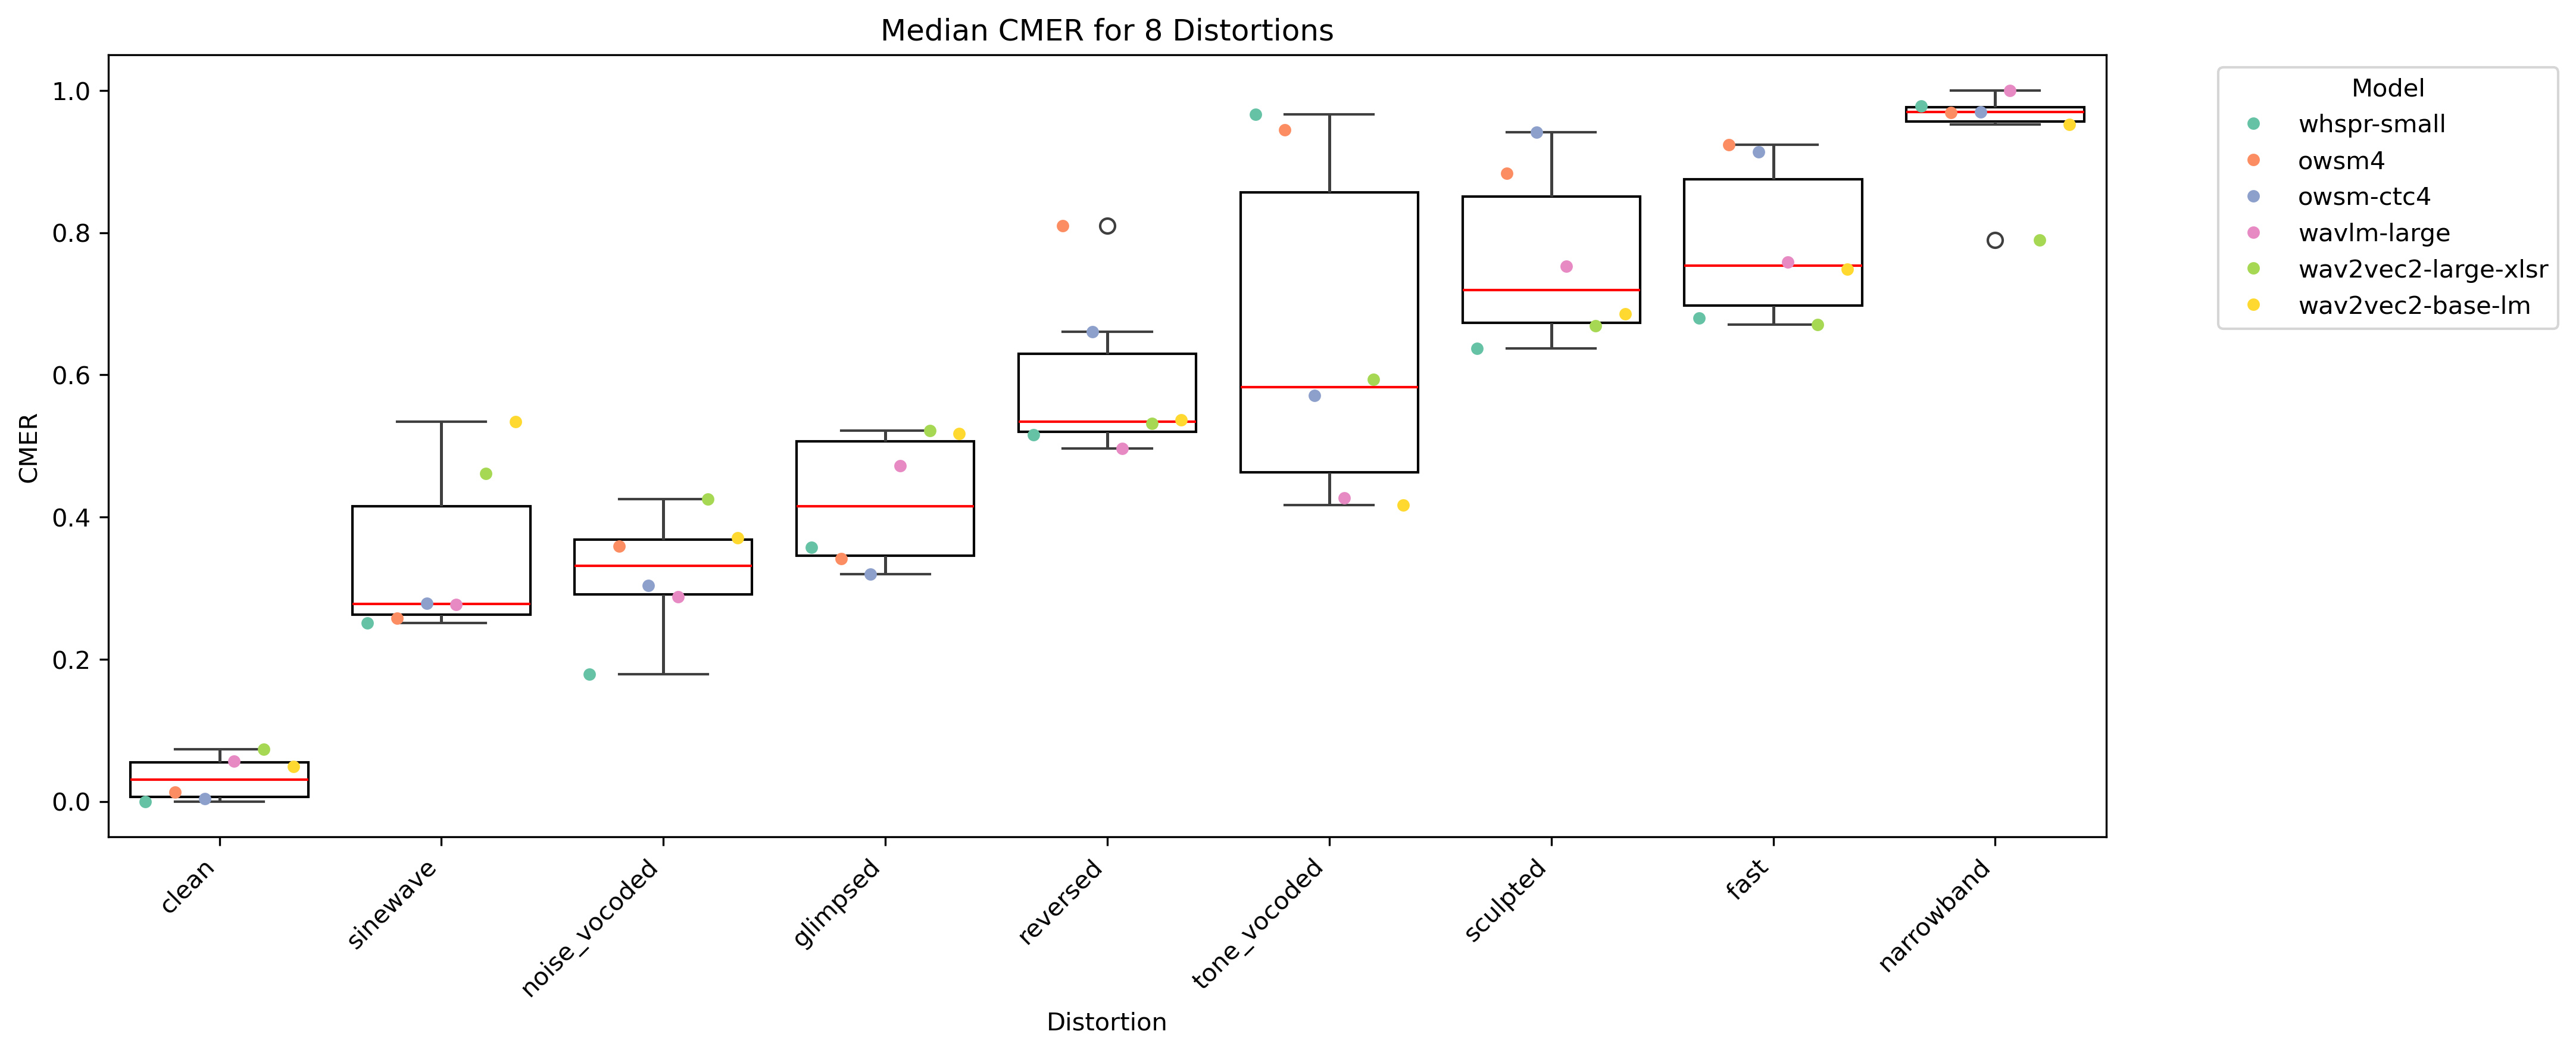 Median CMER for 8 Distortions
CMER
1.0
0.8
0.6
0.4
0.2
0.0
clean
sinewave
noise_vocoded
glimpsed
reversed
tone_vocoded
sculpted
fast
narrowband
Distortion
Model
whspr-small
owsm4
owsm-ctc4
wavlm-large
wav2vec2-large-xlsr
wav2vec2-base-lm